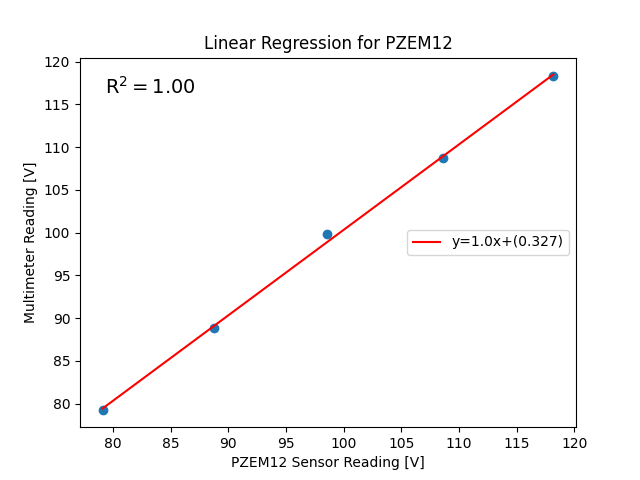 Linear Regression for PZEM12
R² = 1.00
120
115
110
105
100
95
90
85
80
Multimeter Reading [V]
y=1.0x+(0.327)
80 85 90 95 100 105 110 115 120
PZEM12 Sensor Reading [V]